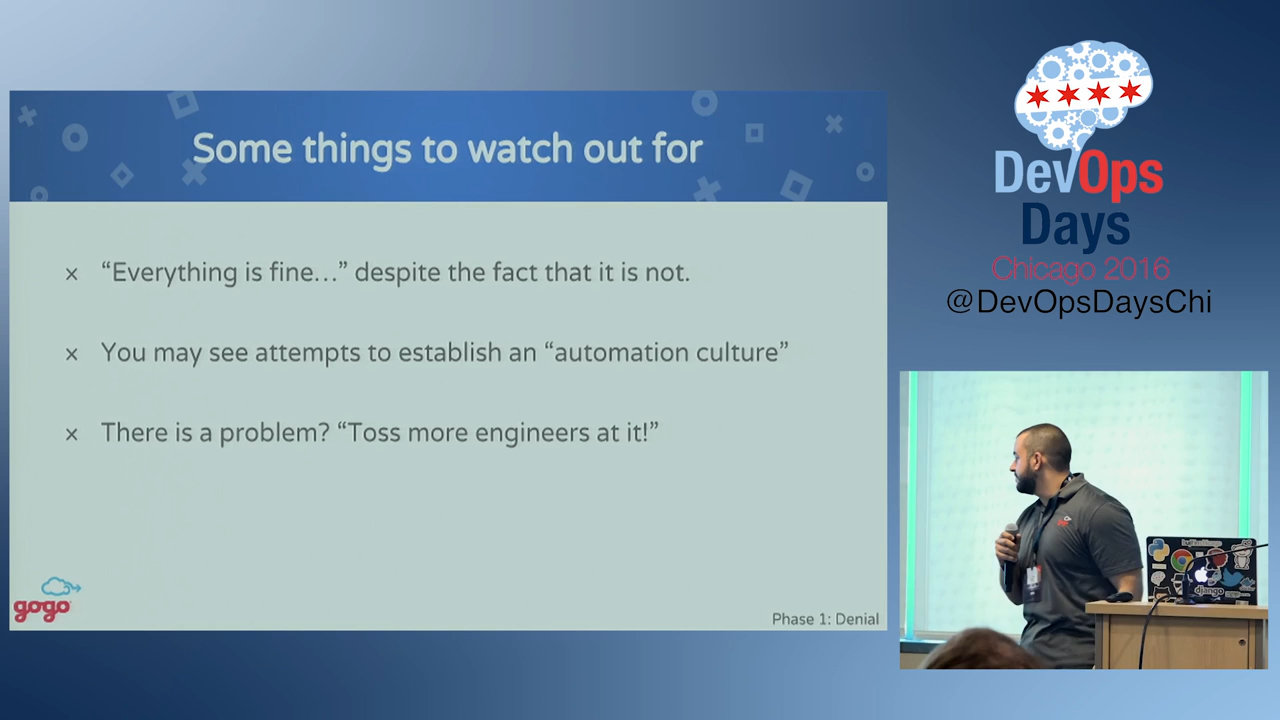 Some things to watch out for
× “Everything is fine…” despite the fact that it is not.
× You may see attempts to establish an “automation culture”
× There is a problem? “Toss more engineers at it!”
gogo
Phase 1: Denial
DevOps
Days
Chicago 2016
@DevOpsDaysChi
django